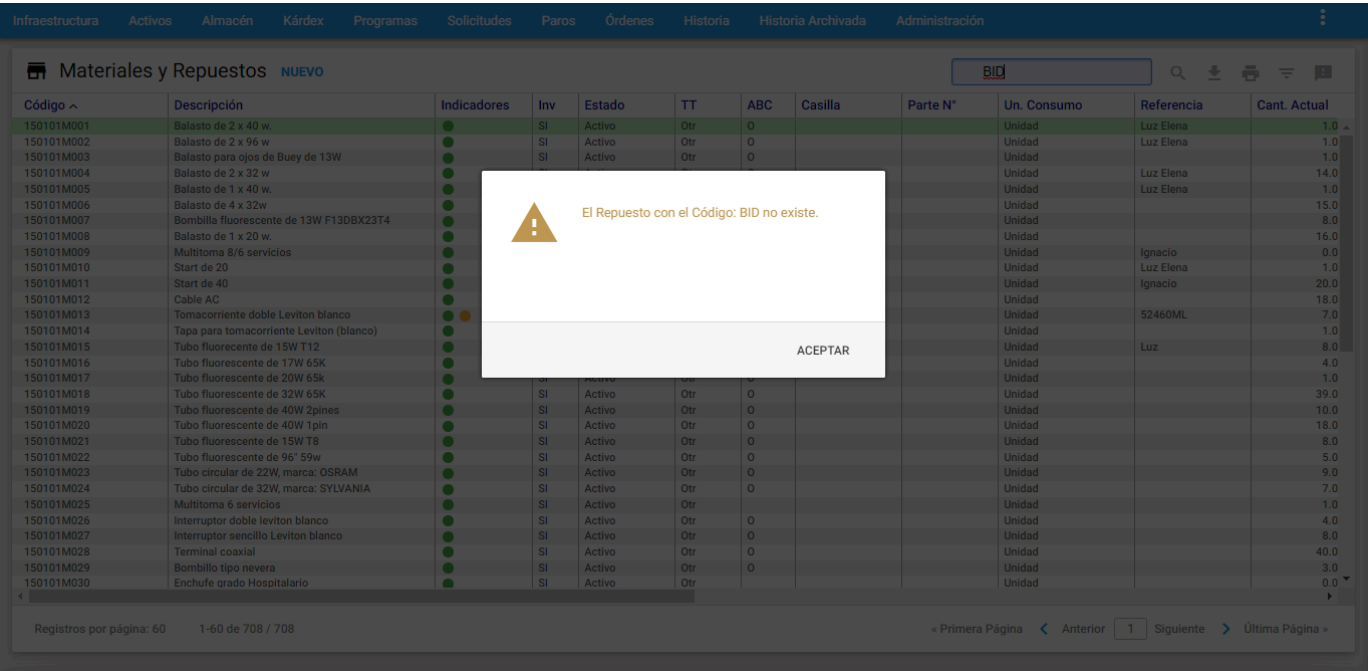 Infraestructura Activos Almacén Kárdex Programas Solicitudes Paros Órdenes Historia Historia Archivada Administración
Materiales y Repuestos NUEVO BID
Código Descripción Indicadores Inv Estado TT ABC Casilla Parte N° Un. Consumo Referencia Cant. Actual
150101M001 Balasto de 2 x 40 w. SI Activo Otr O Unidad Luz Elena 1.0
150101M002 Balasto de 2 x 96 w SI Activo Otr O Unidad Luz Elena 1.0
150101M003 Balasto para ojos de Buey de 13W SI Activo Otr O Unidad 1.0
150101M004 Balasto de 2 x 32 w Unidad Luz Elena 14.0
150101M005 Balasto de 1 x 40 w. Unidad Luz Elena 1.0
150101M006 Balasto de 4 x 32w Unidad 15.0
150101M007 Bombilla fluorescente de 13W F13DBX23T4 Unidad 8.0
El Repuesto con el Código: BID no existe.
150101M008 Balasto de 1 x 20 w. Unidad 16.0
150101M009 Multitoma 8/6 servicios Unidad Ignacio 0.0
150101M010 Start de 20 Unidad Luz Elena 1.0
150101M011 Start de 40 Unidad Ignacio 20.0
150101M012 Cable AC Unidad 18.0
150101M013 Tomacorriente doble Leviton blanco Unidad 52460ML 7.0
150101M014 Tapa para tomacorriente Leviton (blanco) Unidad 1.0
150101M015 Tubo fluorecente de 15W T12 Unidad Luz 8.0
ACEPTAR
150101M016 Tubo fluorescente de 17W 65K Unidad 4.0
150101M017 Tubo fluorescente de 20W 65k SI Activo Otr O Unidad 1.0
150101M018 Tubo fluorescente de 32W 65K SI Activo Otr O Unidad 39.0
150101M019 Tubo fluorescente de 40W 2pines SI Activo Otr O Unidad 10.0
150101M020 Tubo fluorescente de 40W 1pin SI Activo Otr O Unidad 18.0
150101M021 Tubo fluorescente de 15W T8 SI Activo Otr O Unidad 8.0
150101M022 Tubo fluorescente de 96" 59w SI Activo Otr O Unidad 5.0
150101M023 Tubo circular de 22W, marca: OSRAM SI Activo Otr O Unidad 9.0
150101M024 Tubo circular de 32W, marca: SYLVANIA SI Activo Otr O Unidad 7.0
150101M025 Multitoma 6 servicios SI Activo Otr Unidad 1.0
150101M026 Interruptor doble leviton blanco SI Activo Otr O Unidad 4.0
150101M027 Interruptor sencillo Leviton blanco SI Activo Otr O Unidad 8.0
150101M028 Terminal coaxial SI Activo Otr O Unidad 40.0
150101M029 Bombillo tipo nevera SI Activo Otr O Unidad 3.0
150101M030 Enchufe grado Hospitalario SI Activo Otr Unidad 0.0
Registros por página: 60 1-60 de 708 / 708 « Primera Página Anterior 1 Siguiente Última Página »